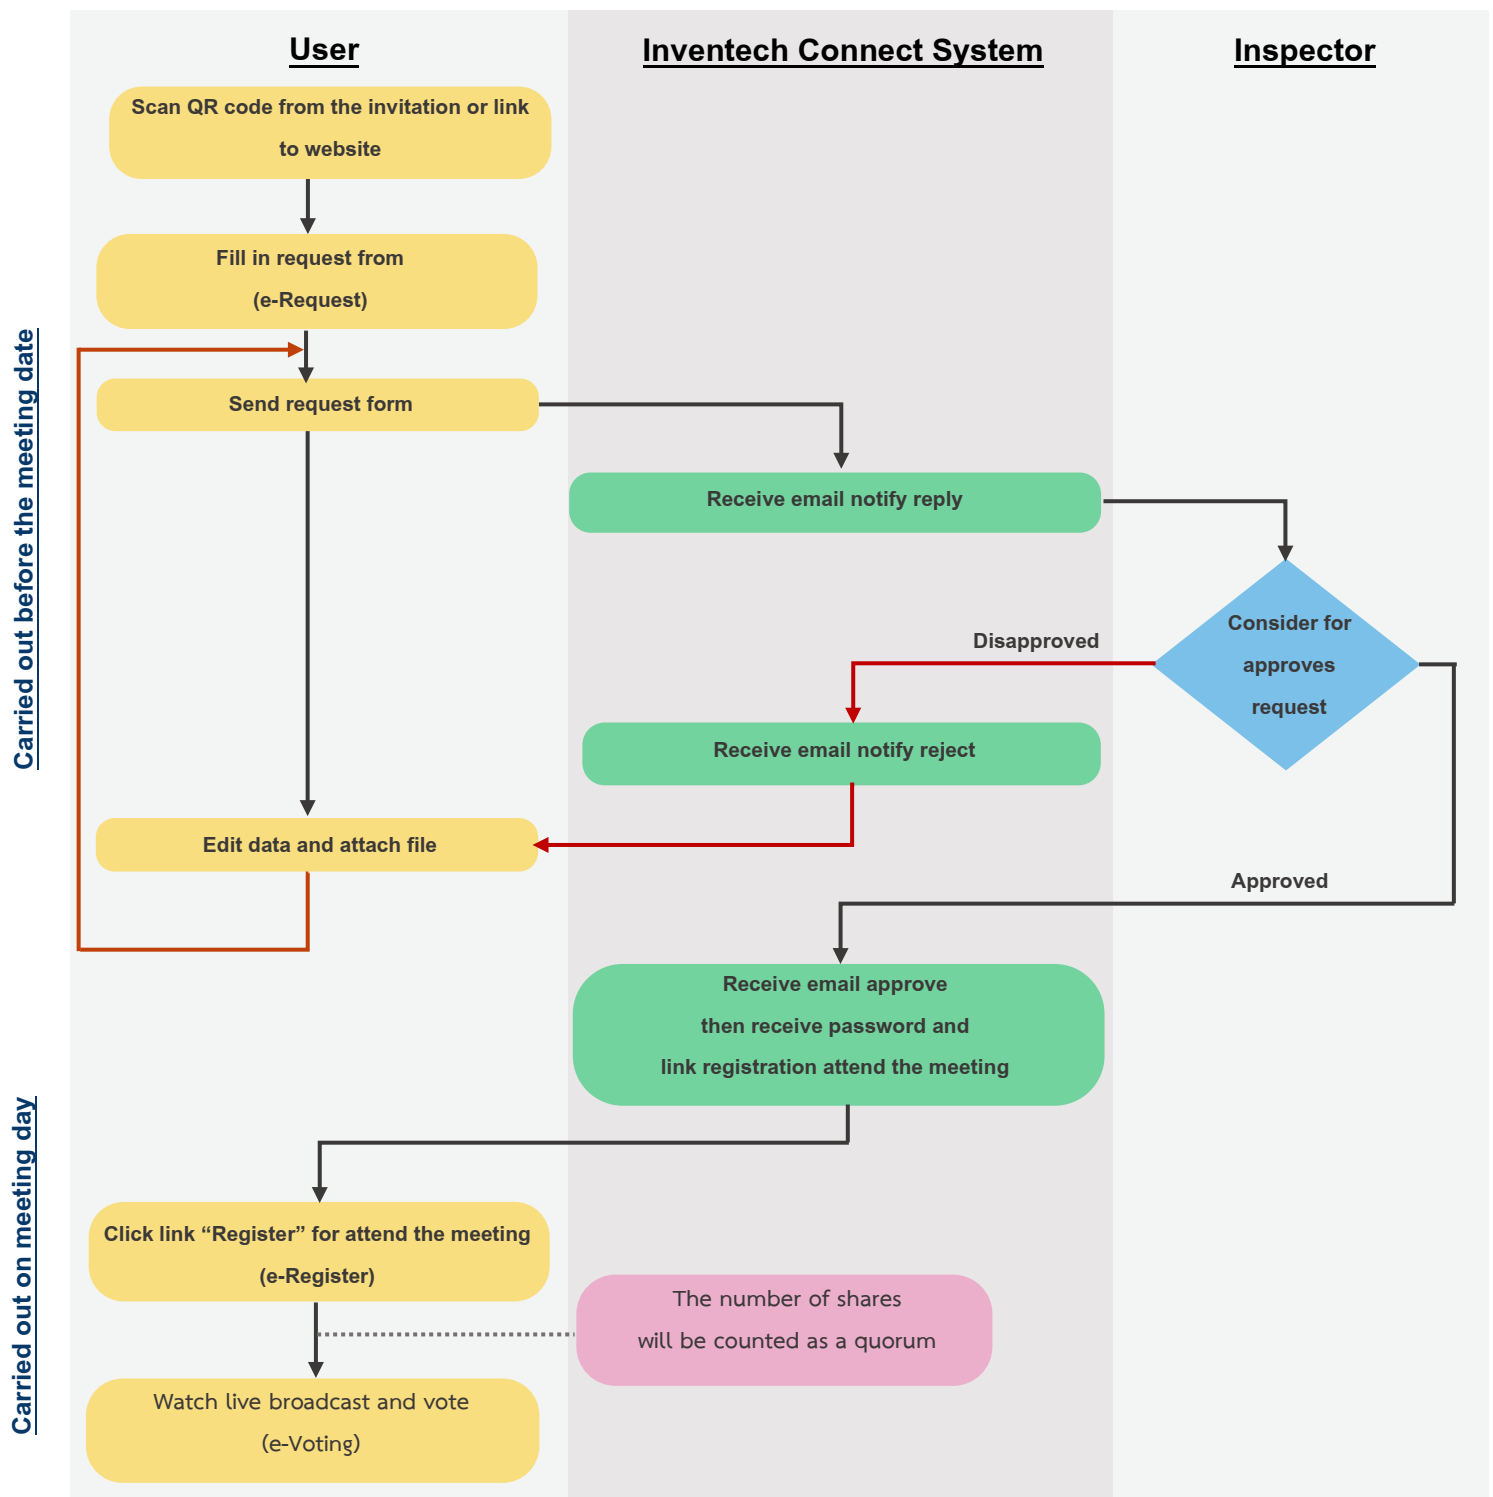 User
Inventech Connect System
Inspector
Scan QR code from the invitation or link
to website
Fill in request from
(e-Request)
Carried out before the meeting date
Send request form
Receive email notify reply
Consider for
approves
request
Disapproved
Receive email notify reject
Edit data and attach file
Approved
Receive email approve
then receive password and
link registration attend the meeting
Carried out on meeting day
Click link “Register” for attend the meeting
(e-Register)
The number of shares
will be counted as a quorum
Watch live broadcast and vote
(e-Voting)